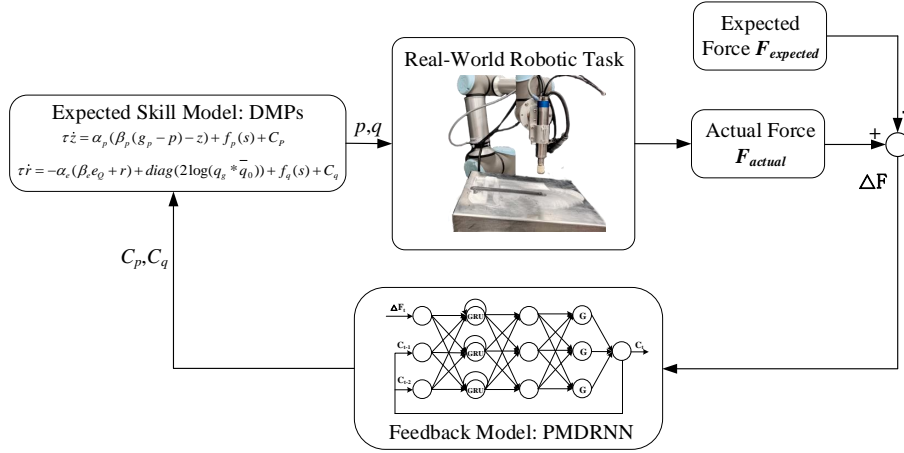 Expected
Force F_expected
Real-World Robotic Task
Expected Skill Model: DMPs
τż = α_p(β_p(g_p − p) − z) + f_p(s) + C_P
τṙ = −α_e(β_e e_Q + r) + diag(2log(q_g * q̄_0)) + f_q(s) + C_q
p,q
Actual Force
F_actual
+
-
ΔF
C_p,C_q
ΔF_t
C_t-1
C_t-2
GRU
GRU
GRU
G
G
G
C_t
Feedback Model: PMDRNN